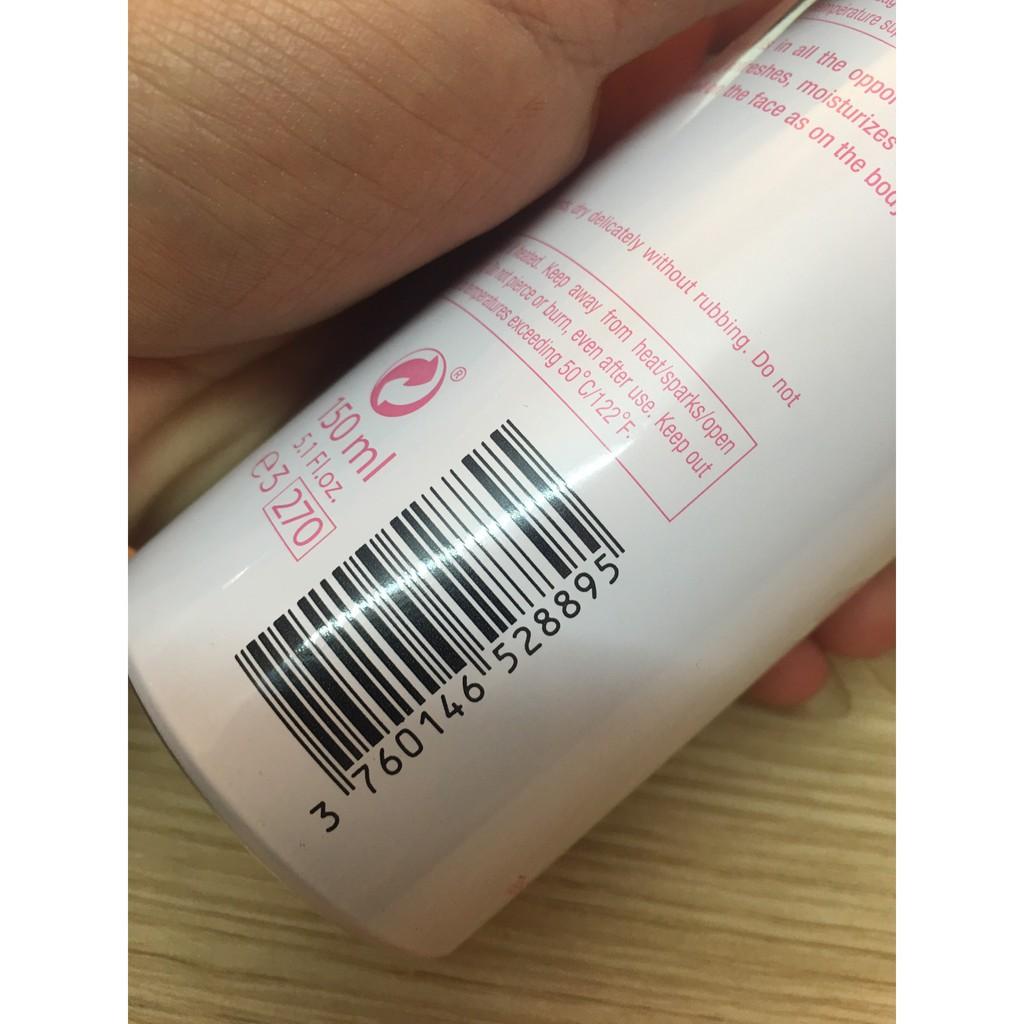 in all the
moisturizes
the face as on the body
dry delicately without rubbing. Do not
heated. Keep away from heat/sparks/open
not pierce or burn, even after use. Keep out
temperatures exceeding 50°C/122°F.
®
150 ml
5.1 Fl.oz.
℮3 270
3 760146 528895